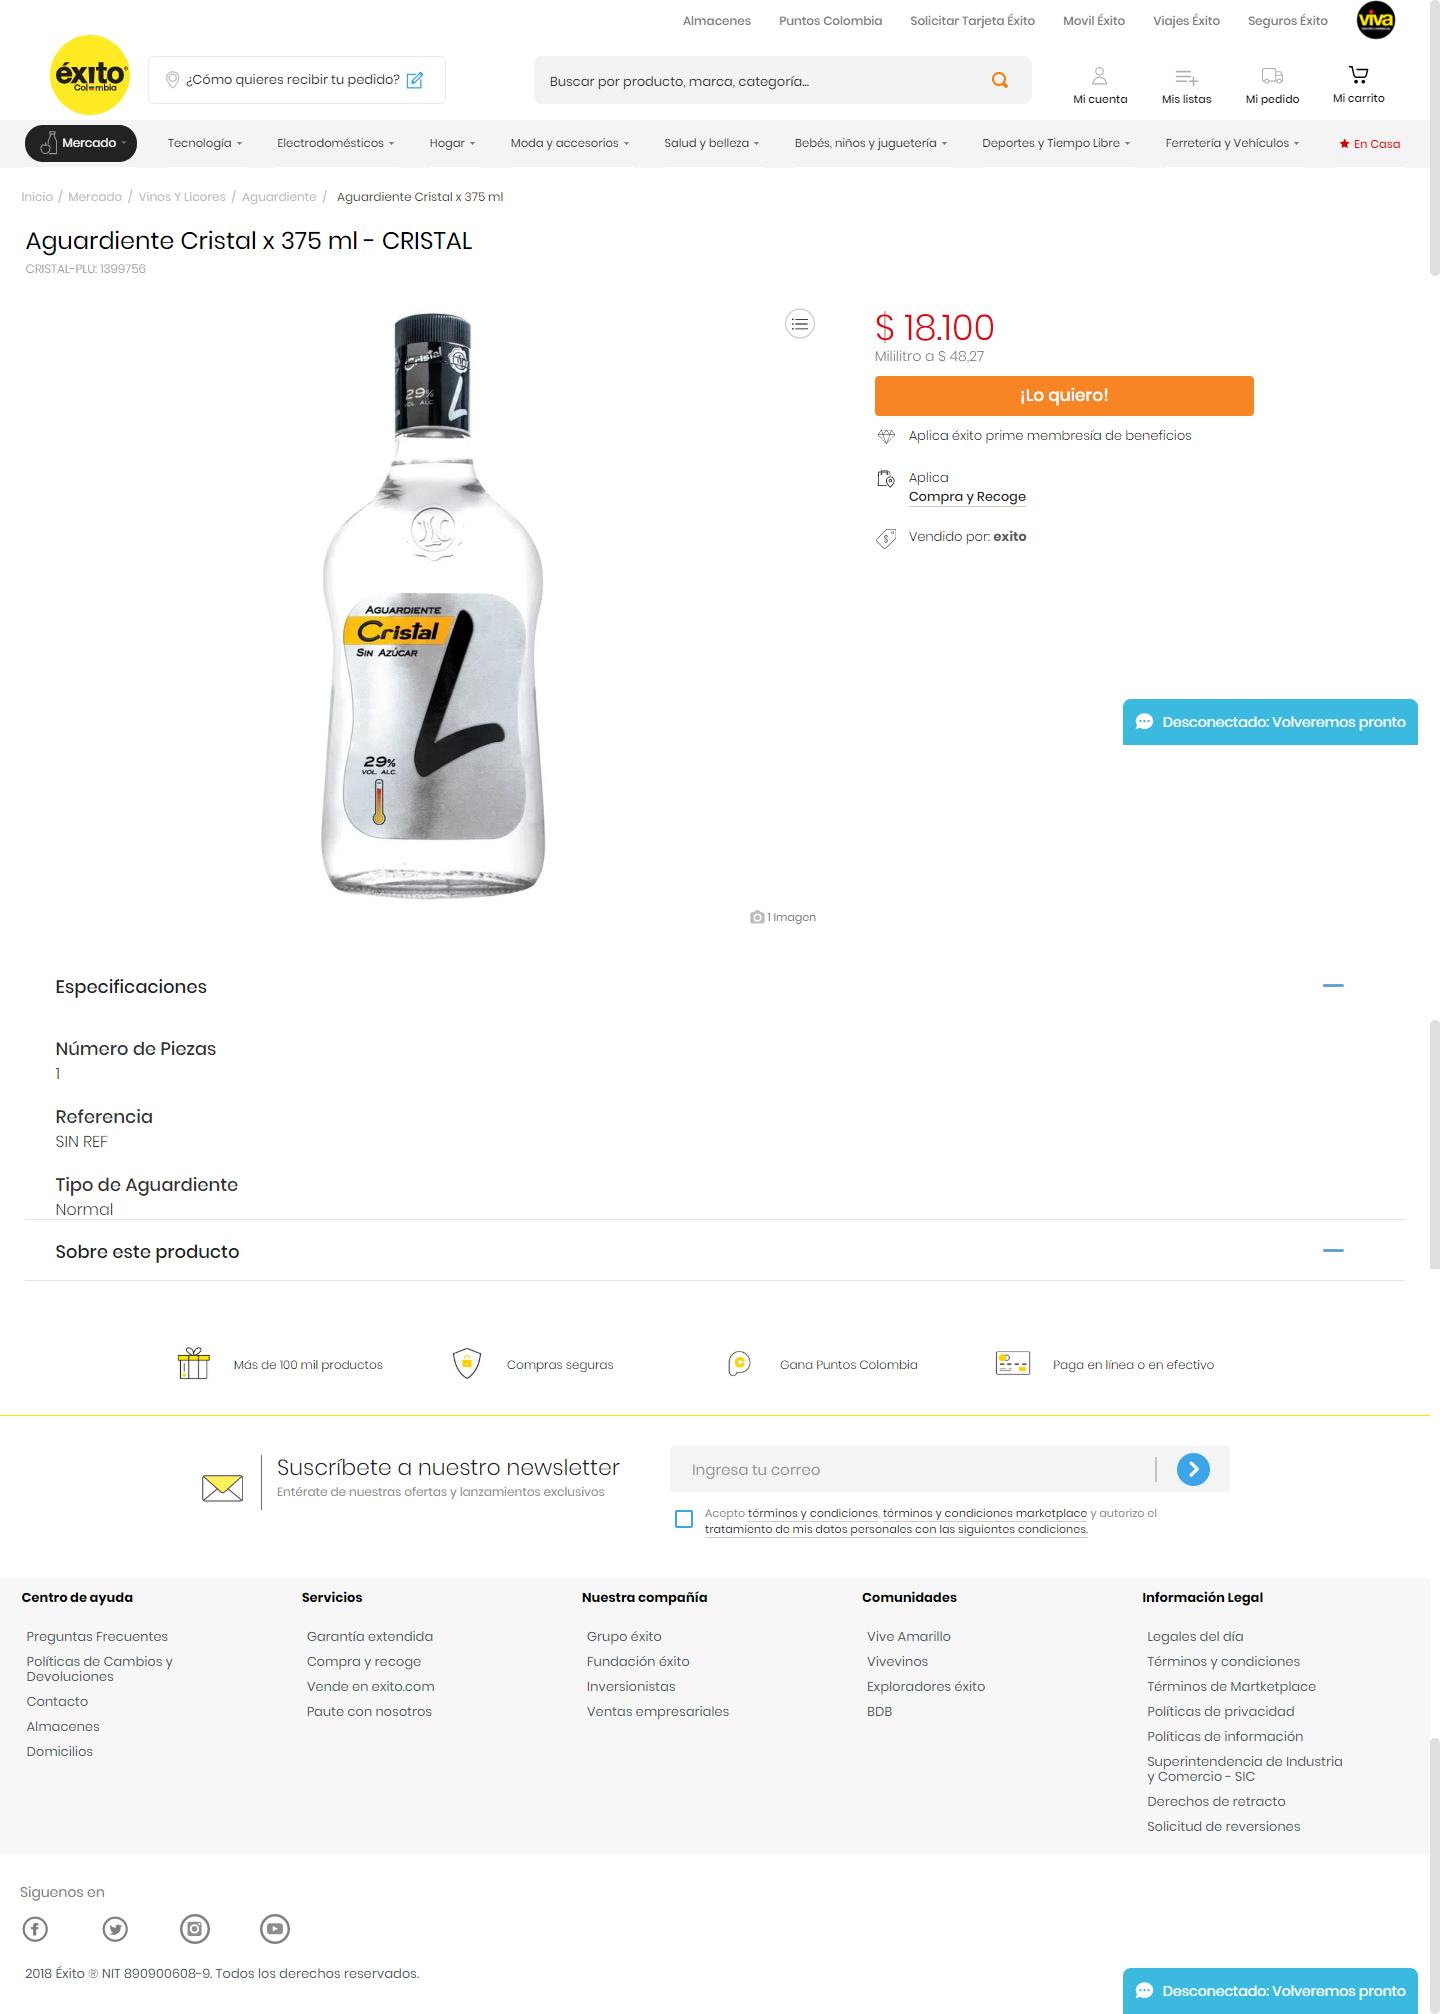 Almacenes Puntos Colombia Solicitar Tarjeta Éxito Movil Éxito Viajes Éxito Seguros Éxito viva
éxito
Colombia
¿Cómo quieres recibir tu pedido?
Buscar por producto, marca, categoría...
Mi cuenta Mis listas Mi pedido Mi carrito
Mercado Tecnología Electrodomésticos Hogar Moda y accesorios Salud y belleza Bebés, niños y juguetería Deportes y Tiempo Libre Ferretería y Vehículos En Casa
Inicio / Mercado / Vinos Y Licores / Aguardiente / Aguardiente Cristal x 375 ml
Aguardiente Cristal x 375 ml - CRISTAL
CRISTAL-PLU: 1399756
Cristal
29%
VOL. ALC.
AGUARDIENTE
Cristal
SIN AZÚCAR
29%
VOL. ALC.
1 Imagen
$ 18.100
Mililitro a $ 48,27
¡Lo quiero!
Aplica éxito prime membresía de beneficios
Aplica
Compra y Recoge
Vendido por: exito
Desconectado: Volveremos pronto
Especificaciones
Número de Piezas
1
Referencia
SIN REF
Tipo de Aguardiente
Normal
Sobre este producto
Más de 100 mil productos Compras seguras Gana Puntos Colombia Paga en línea o en efectivo
Suscríbete a nuestro newsletter
Entérate de nuestras ofertas y lanzamientos exclusivos
Ingresa tu correo
Acepto términos y condiciones, términos y condiciones marketplace y autorizo el
tratamiento de mis datos personales con las siguientes condiciones.
Centro de ayuda
Preguntas Frecuentes
Políticas de Cambios y
Devoluciones
Contacto
Almacenes
Domicilios
Servicios
Garantía extendida
Compra y recoge
Vende en exito.com
Paute con nosotros
Nuestra compañía
Grupo éxito
Fundación éxito
Inversionistas
Ventas empresariales
Comunidades
Vive Amarillo
Vivevinos
Exploradores éxito
BDB
Información Legal
Legales del día
Términos y condiciones
Términos de Martketplace
Políticas de privacidad
Políticas de información
Superintendencia de Industria
y Comercio - SIC
Derechos de retracto
Solicitud de reversiones
Siguenos en
2018 Éxito ® NIT 890900608-9. Todos los derechos reservados.
Desconectado: Volveremos pronto